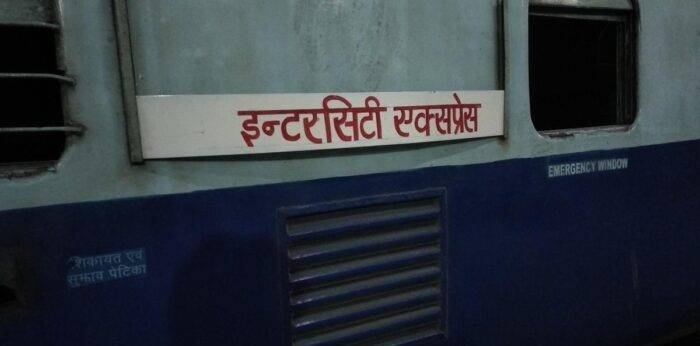 इन्टरसिटी एक्सप्रेस
EMERGENCY WINDOW
शिकायत एवं
सुझाव पेटिका